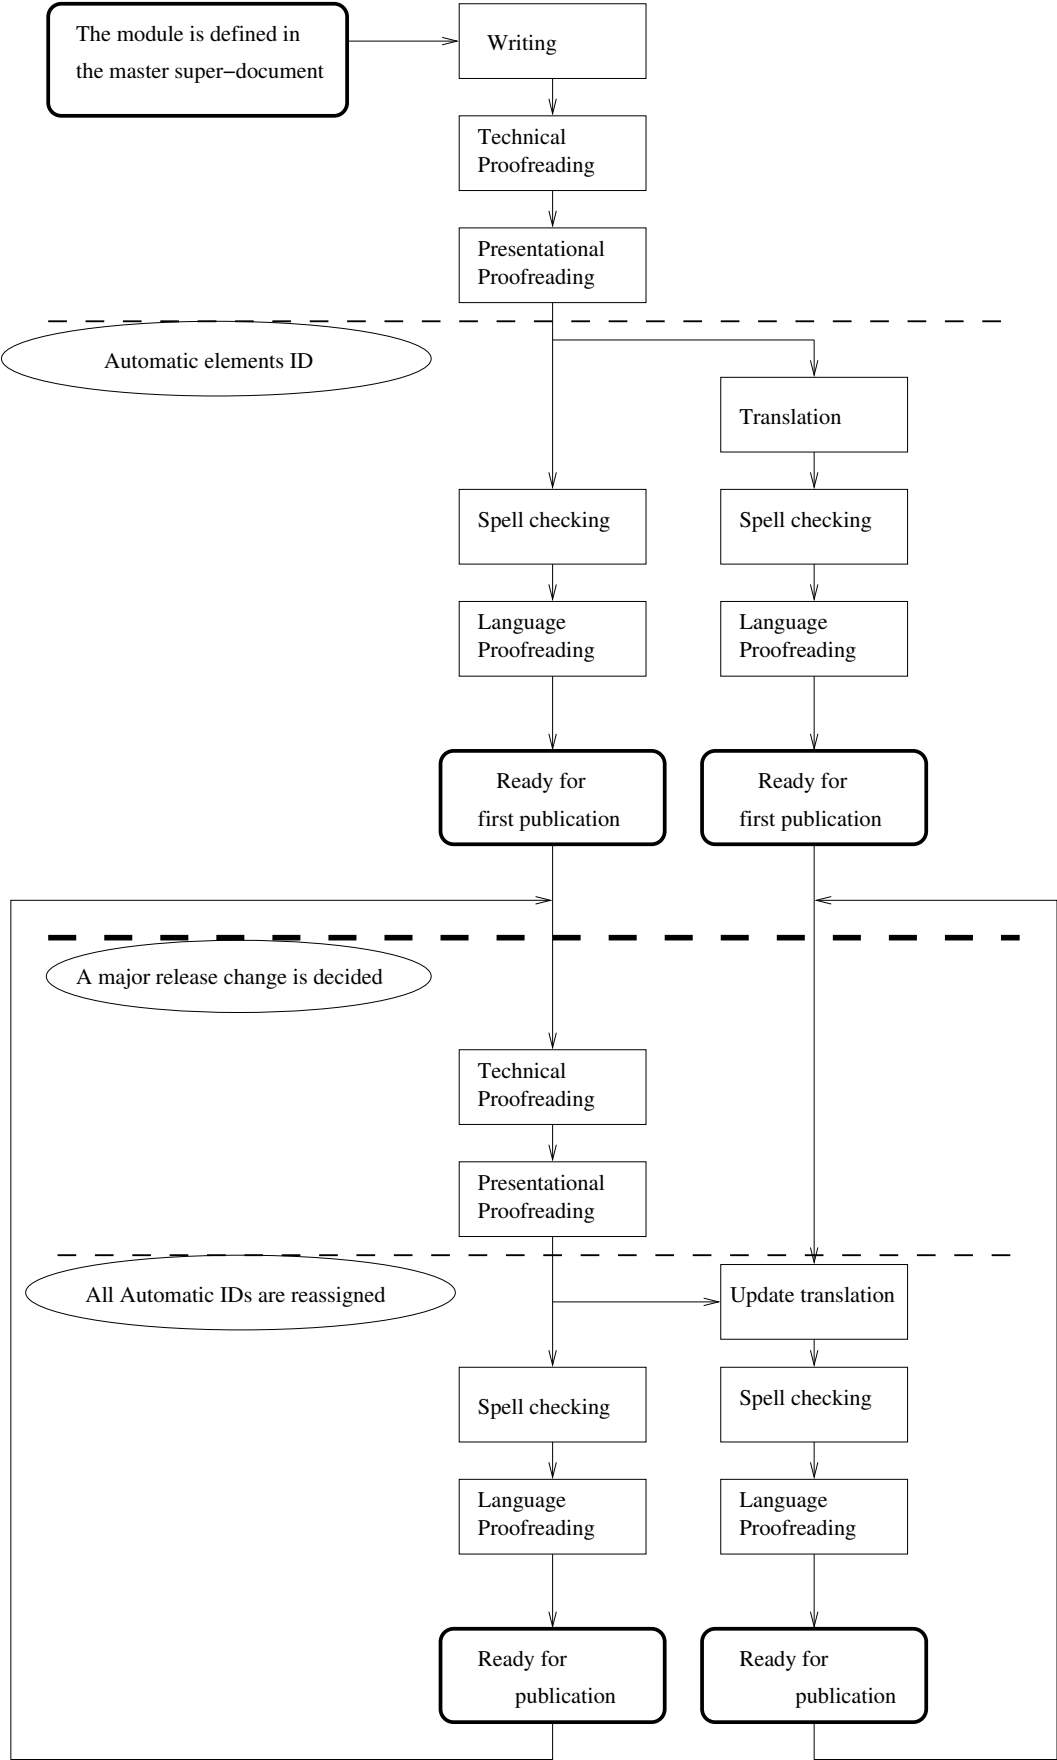 The module is defined in
the master super−document
Writing
Technical
Proofreading
Presentational
Proofreading
Automatic elements ID
Translation
Spell checking
Spell checking
Language
Proofreading
Language
Proofreading
Ready for
first publication
Ready for
first publication
A major release change is decided
Technical
Proofreading
Presentational
Proofreading
All Automatic IDs are reassigned
Update translation
Spell checking
Spell checking
Language
Proofreading
Language
Proofreading
Ready for
publication
Ready for
publication